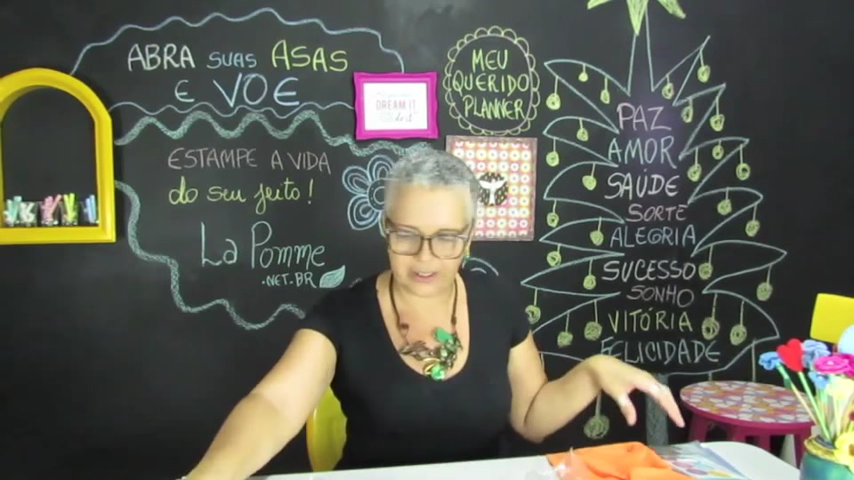 ABRA SUAS ASAS
E VOE
ESTAMPE A VIDA
do seu jeito!
La Pomme
.NET.BR
DREAM IT
MEU
QUERIDO
PLANNER
PAZ
AMOR
SAÚDE
SORTE
ALEGRIA
SUCESSO
SONHO
VITÓRIA
FELICIDADE